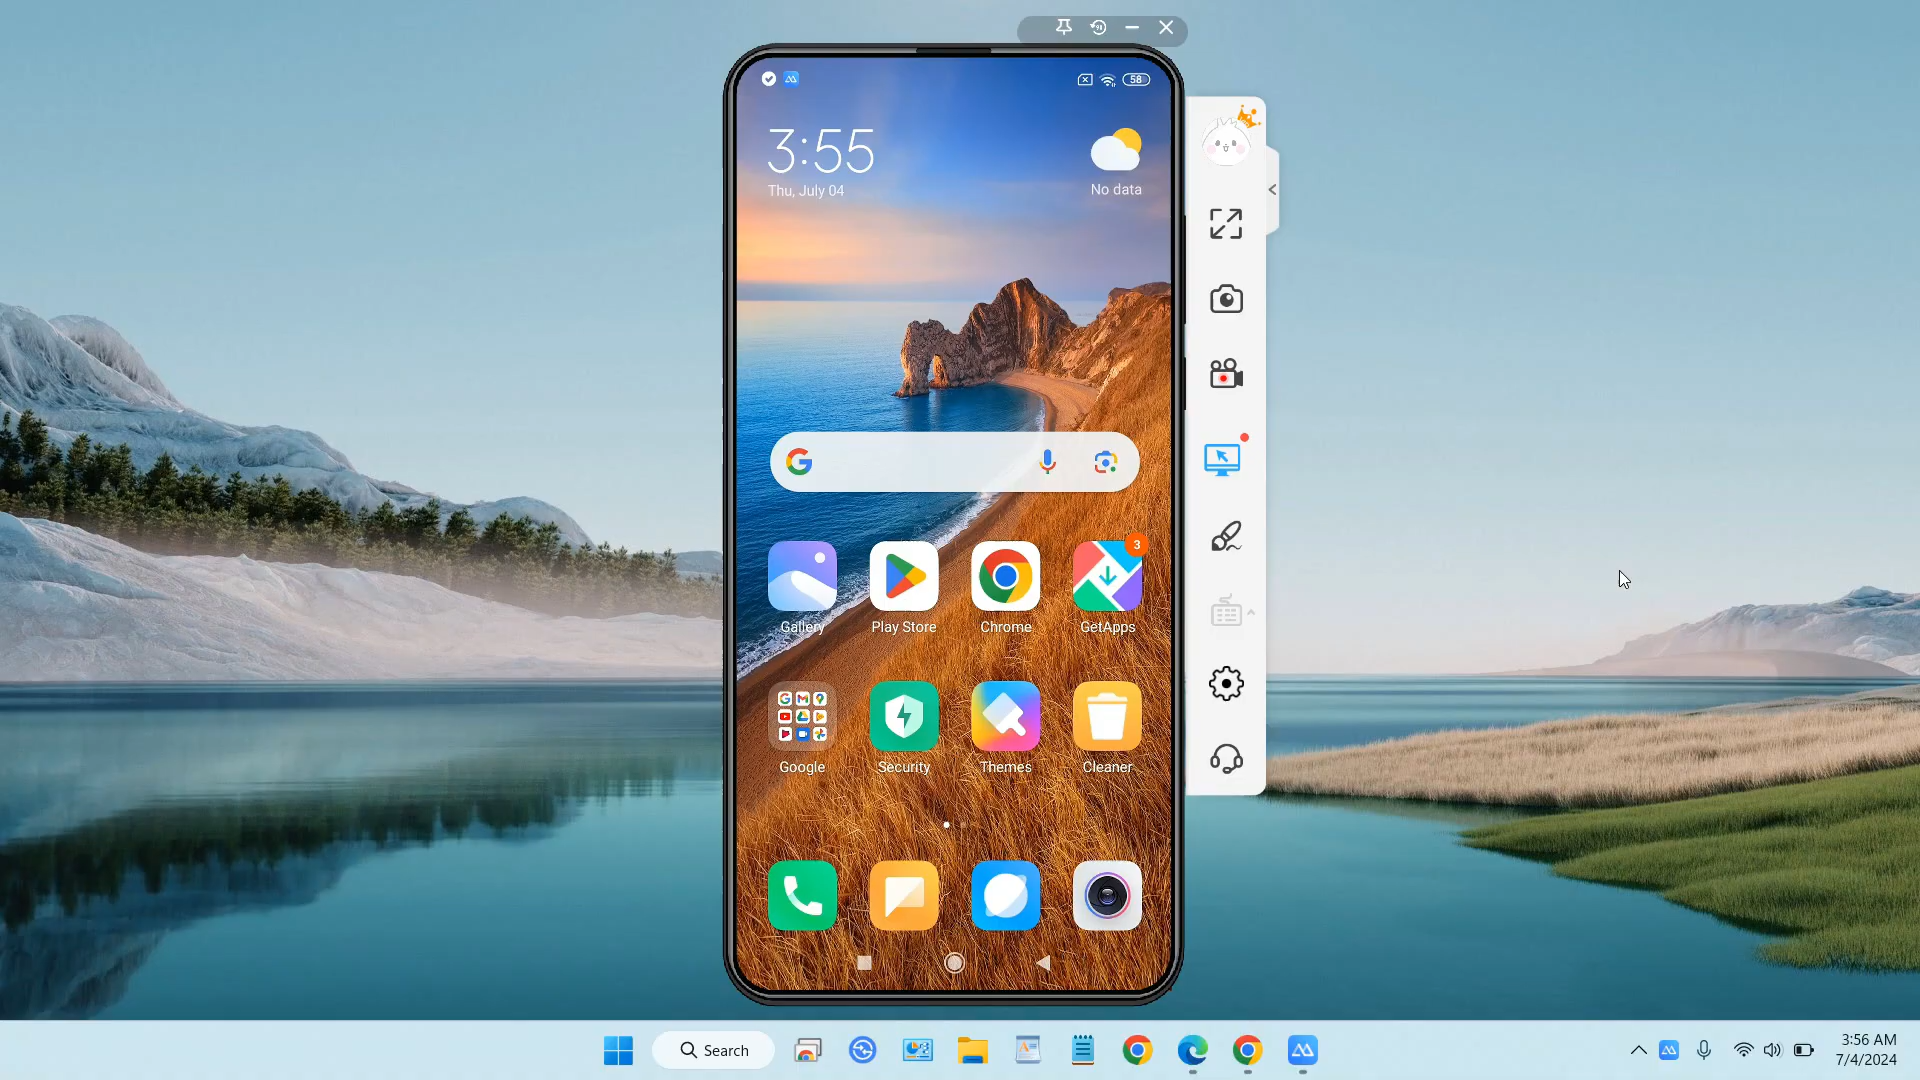 58
3:55
Thu, July 04
No data
3
Gallery
Play Store
Chrome
GetApps
Google
Security
Themes
Cleaner
Search
3:56 AM
7/4/2024